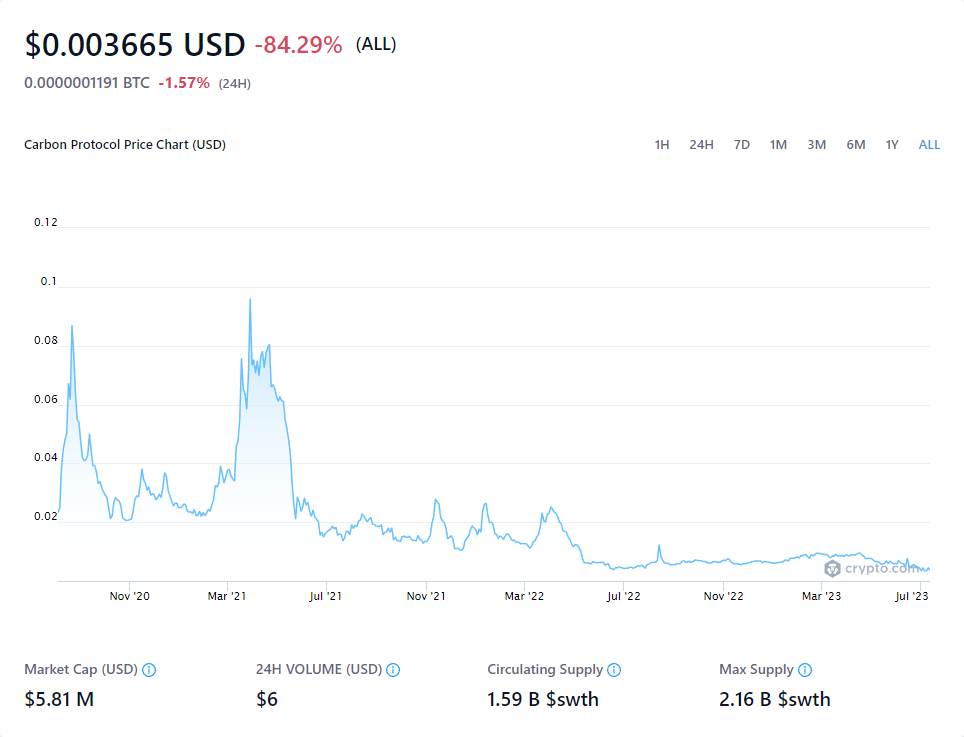 $0.003665 USD -84.29% (ALL)
0.0000001191 BTC -1.57% (24H)
Carbon Protocol Price Chart (USD) 1H 24H 7D 1M 3M 6M 1Y ALL
0.12
0.1
0.08
0.06
0.04
0.02
crypto.com
Nov '20 Mar '21 Jul '21 Nov '21 Mar '22 Jul '22 Nov '22 Mar '23 Jul '23
Market Cap (USD) 24H VOLUME (USD) Circulating Supply Max Supply
$5.81 M $6 1.59 B $swth 2.16 B $swth